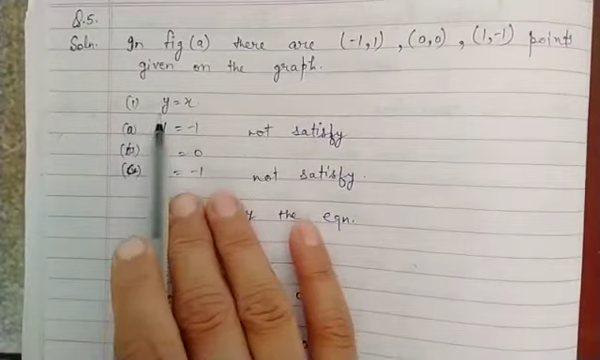 Q.5.
Soln. In fig (a) there are (-1,1) , (0,0) , (1,-1) points
given on the graph.
(i) y=x
(a) = -1 not satisfy
(b) = 0
= -1 not satisfy.
the eqn.